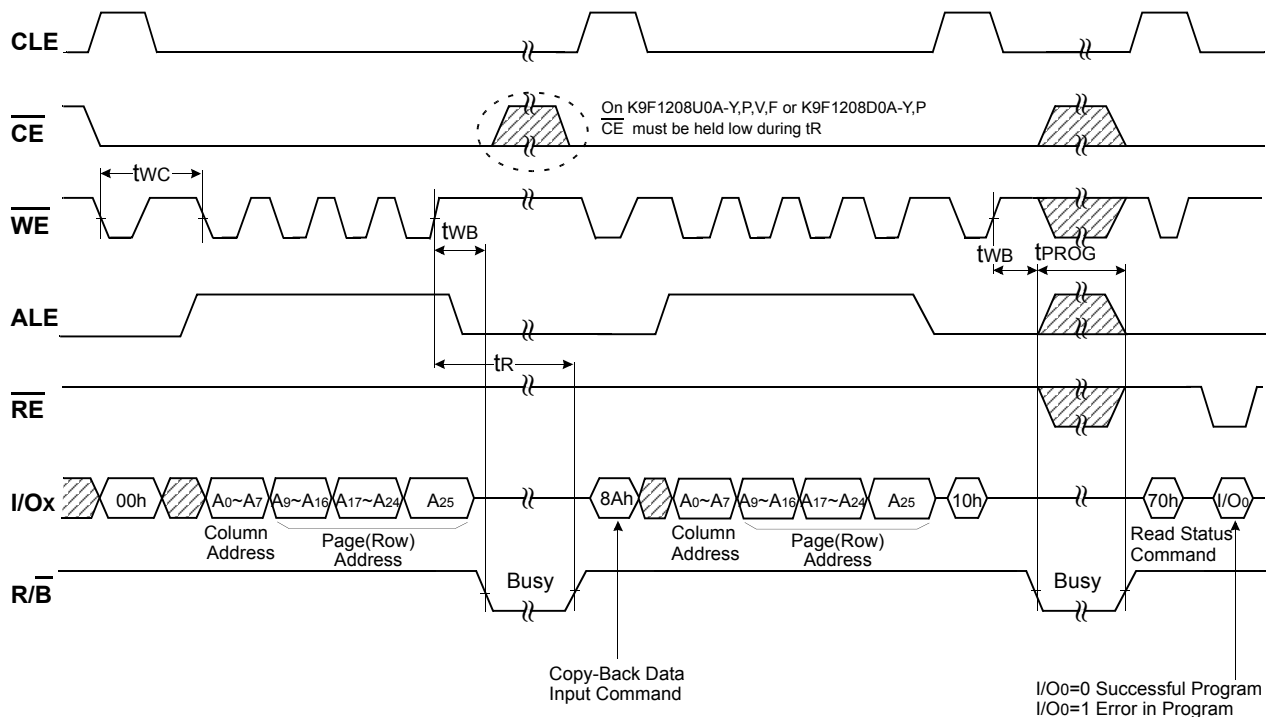 CLE
On K9F1208U0A-Y,P,V,F or K9F1208D0A-Y,P
CE must be held low during tR
CE
tWC
WE
tWB
tWB
tPROG
ALE
tR
RE
I/Ox
00h
A0~A7
A9~A16
A17~A24
A25
8Ah
A0~A7
A9~A16
A17~A24
A25
10h
70h
I/O0
Column
Address
Page(Row)
Address
Column
Address
Page(Row)
Address
Read Status
Command
R/B
Busy
Busy
Copy-Back Data
Input Command
I/O0=0 Successful Program
I/O0=1 Error in Program